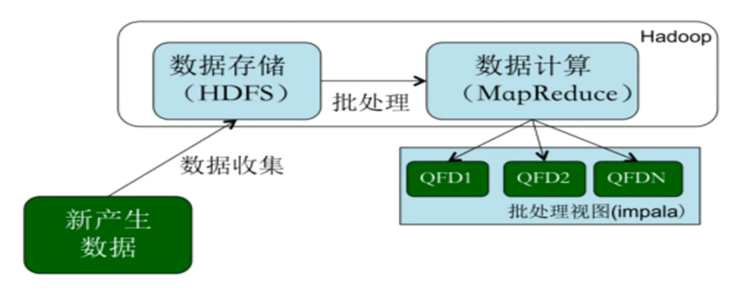 Hadoop
数据存储
（HDFS）
批处理
数据计算
（MapReduce）
数据收集
QFD1
QFD2
QFDN
批处理视图(impala）
新产生
数据